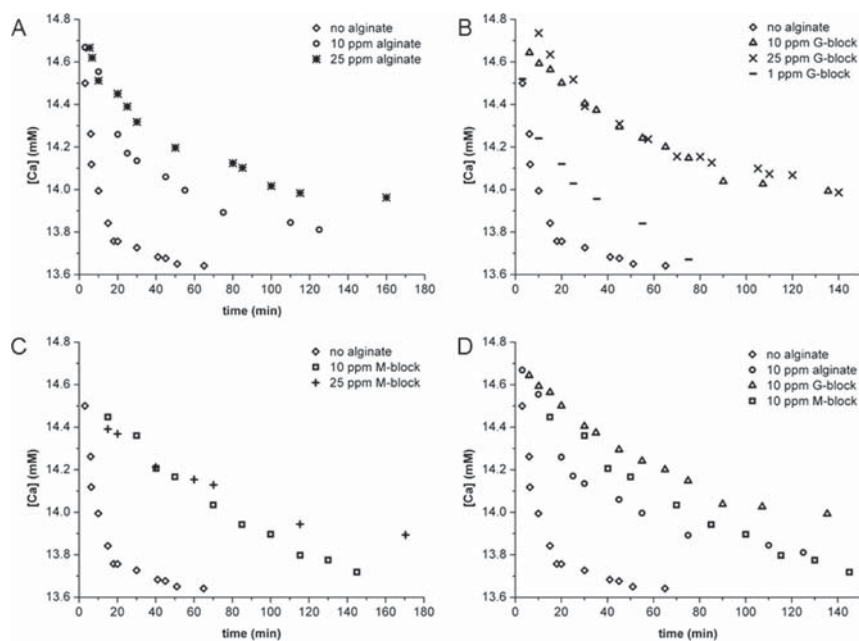 A
no alginate
10 ppm alginate
25 ppm alginate
[Ca] (mM)
14.8
14.6
14.4
14.2
14.0
13.8
13.6
0 20 40 60 80 100 120 140 160 180
time (min)
B
no alginate
10 ppm G-block
25 ppm G-block
1 ppm G-block
[Ca] (mM)
14.8
14.6
14.4
14.2
14.0
13.8
13.6
0 20 40 60 80 100 120 140
time (min)
C
no alginate
10 ppm M-block
25 ppm M-block
[Ca] (mM)
14.8
14.6
14.4
14.2
14.0
13.8
13.6
0 20 40 60 80 100 120 140 160 180
time (min)
D
no alginate
10 ppm alginate
10 ppm G-block
10 ppm M-block
[Ca] (mM)
14.8
14.6
14.4
14.2
14.0
13.8
13.6
0 20 40 60 80 100 120 140
time (min)